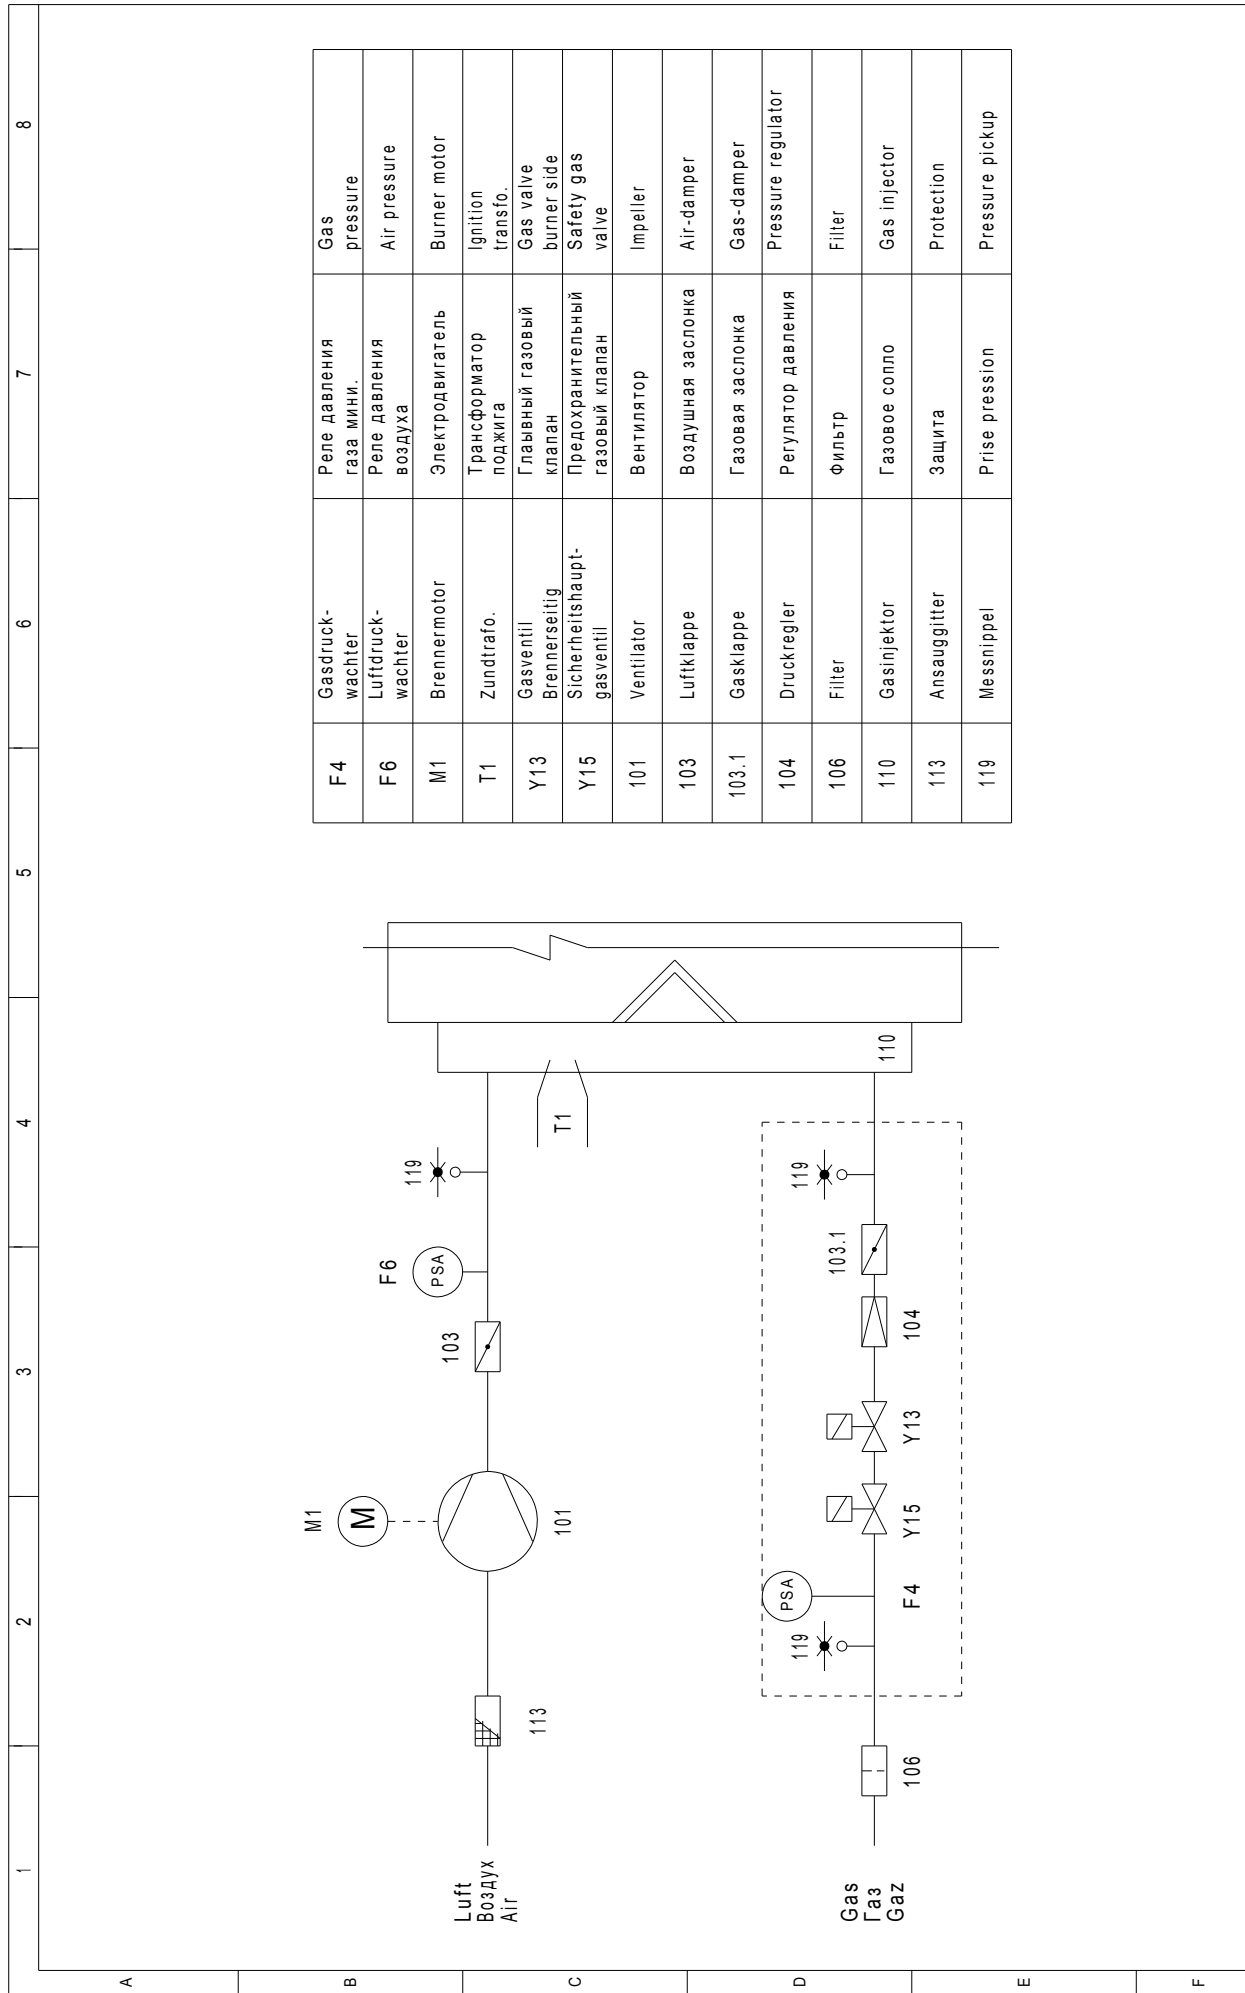 1
2
3
4
5
6
7
8
A
B
C
D
E
F
M1
M
101
113
103
F6
PSA
119
T1
Luft
Воздух
Air
Gas
Газ
Gaz
106
119
PSA
F4
Y15
Y13
104
103.1
119
110
F4
Gasdruck-
wachter
Реле давления
газа мини.
Gas
pressure
F6
Luftdruck-
wachter
Реле давления
воздуха
Air pressure
M1
Brennermotor
Электродвигатель
Burner motor
T1
Zundtrafo.
Трансформатор
поджига
Ignition
transfo.
Y13
Gasventil
Brennerseitig
Глаывный газовый
клапан
Gas valve
burner side
Y15
Sicherheitshaupt-
gasventil
Предохранительный
газовый клапан
Safety gas
valve
101
Ventilator
Вентилятор
Impeller
103
Luftklappe
Воздушная заслонка
Air-damper
103.1
Gasklappe
Газовая заслонка
Gas-damper
104
Druckregler
Регулятор давления
Pressure regulator
106
Filter
Фильтр
Filter
110
Gasinjektor
Газовое сопло
Gas injector
113
Ansauggitter
Защита
Protection
119
Messnippel
Prise pression
Pressure pickup